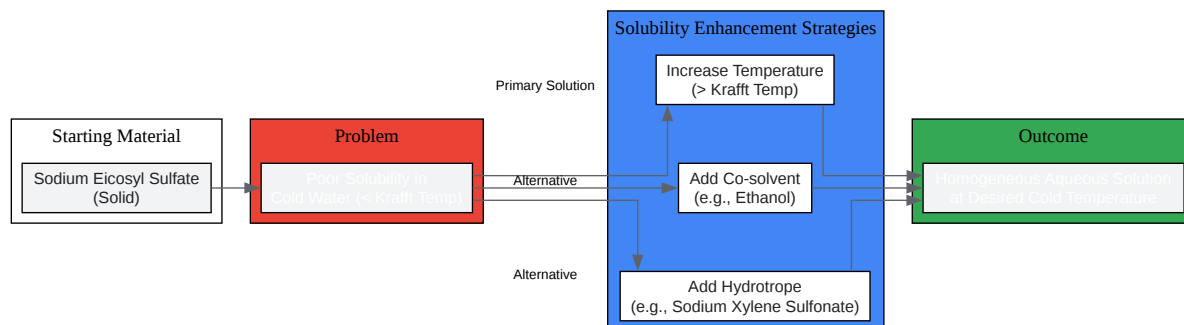 Solubility Enhancement Strategies
Primary Solution
Increase Temperature
(> Krafft Temp)
Starting Material
Problem
Outcome
Sodium Eicosyl Sulfate
(Solid)
Poor Solubility in
Cold Water (< Krafft Temp)
Alternative
Add Co-solvent
(e.g., Ethanol)
Homogeneous Aqueous Solution
at Desired Cold Temperature
Alternative
Add Hydrotrope
(e.g., Sodium Xylene Sulfonate)